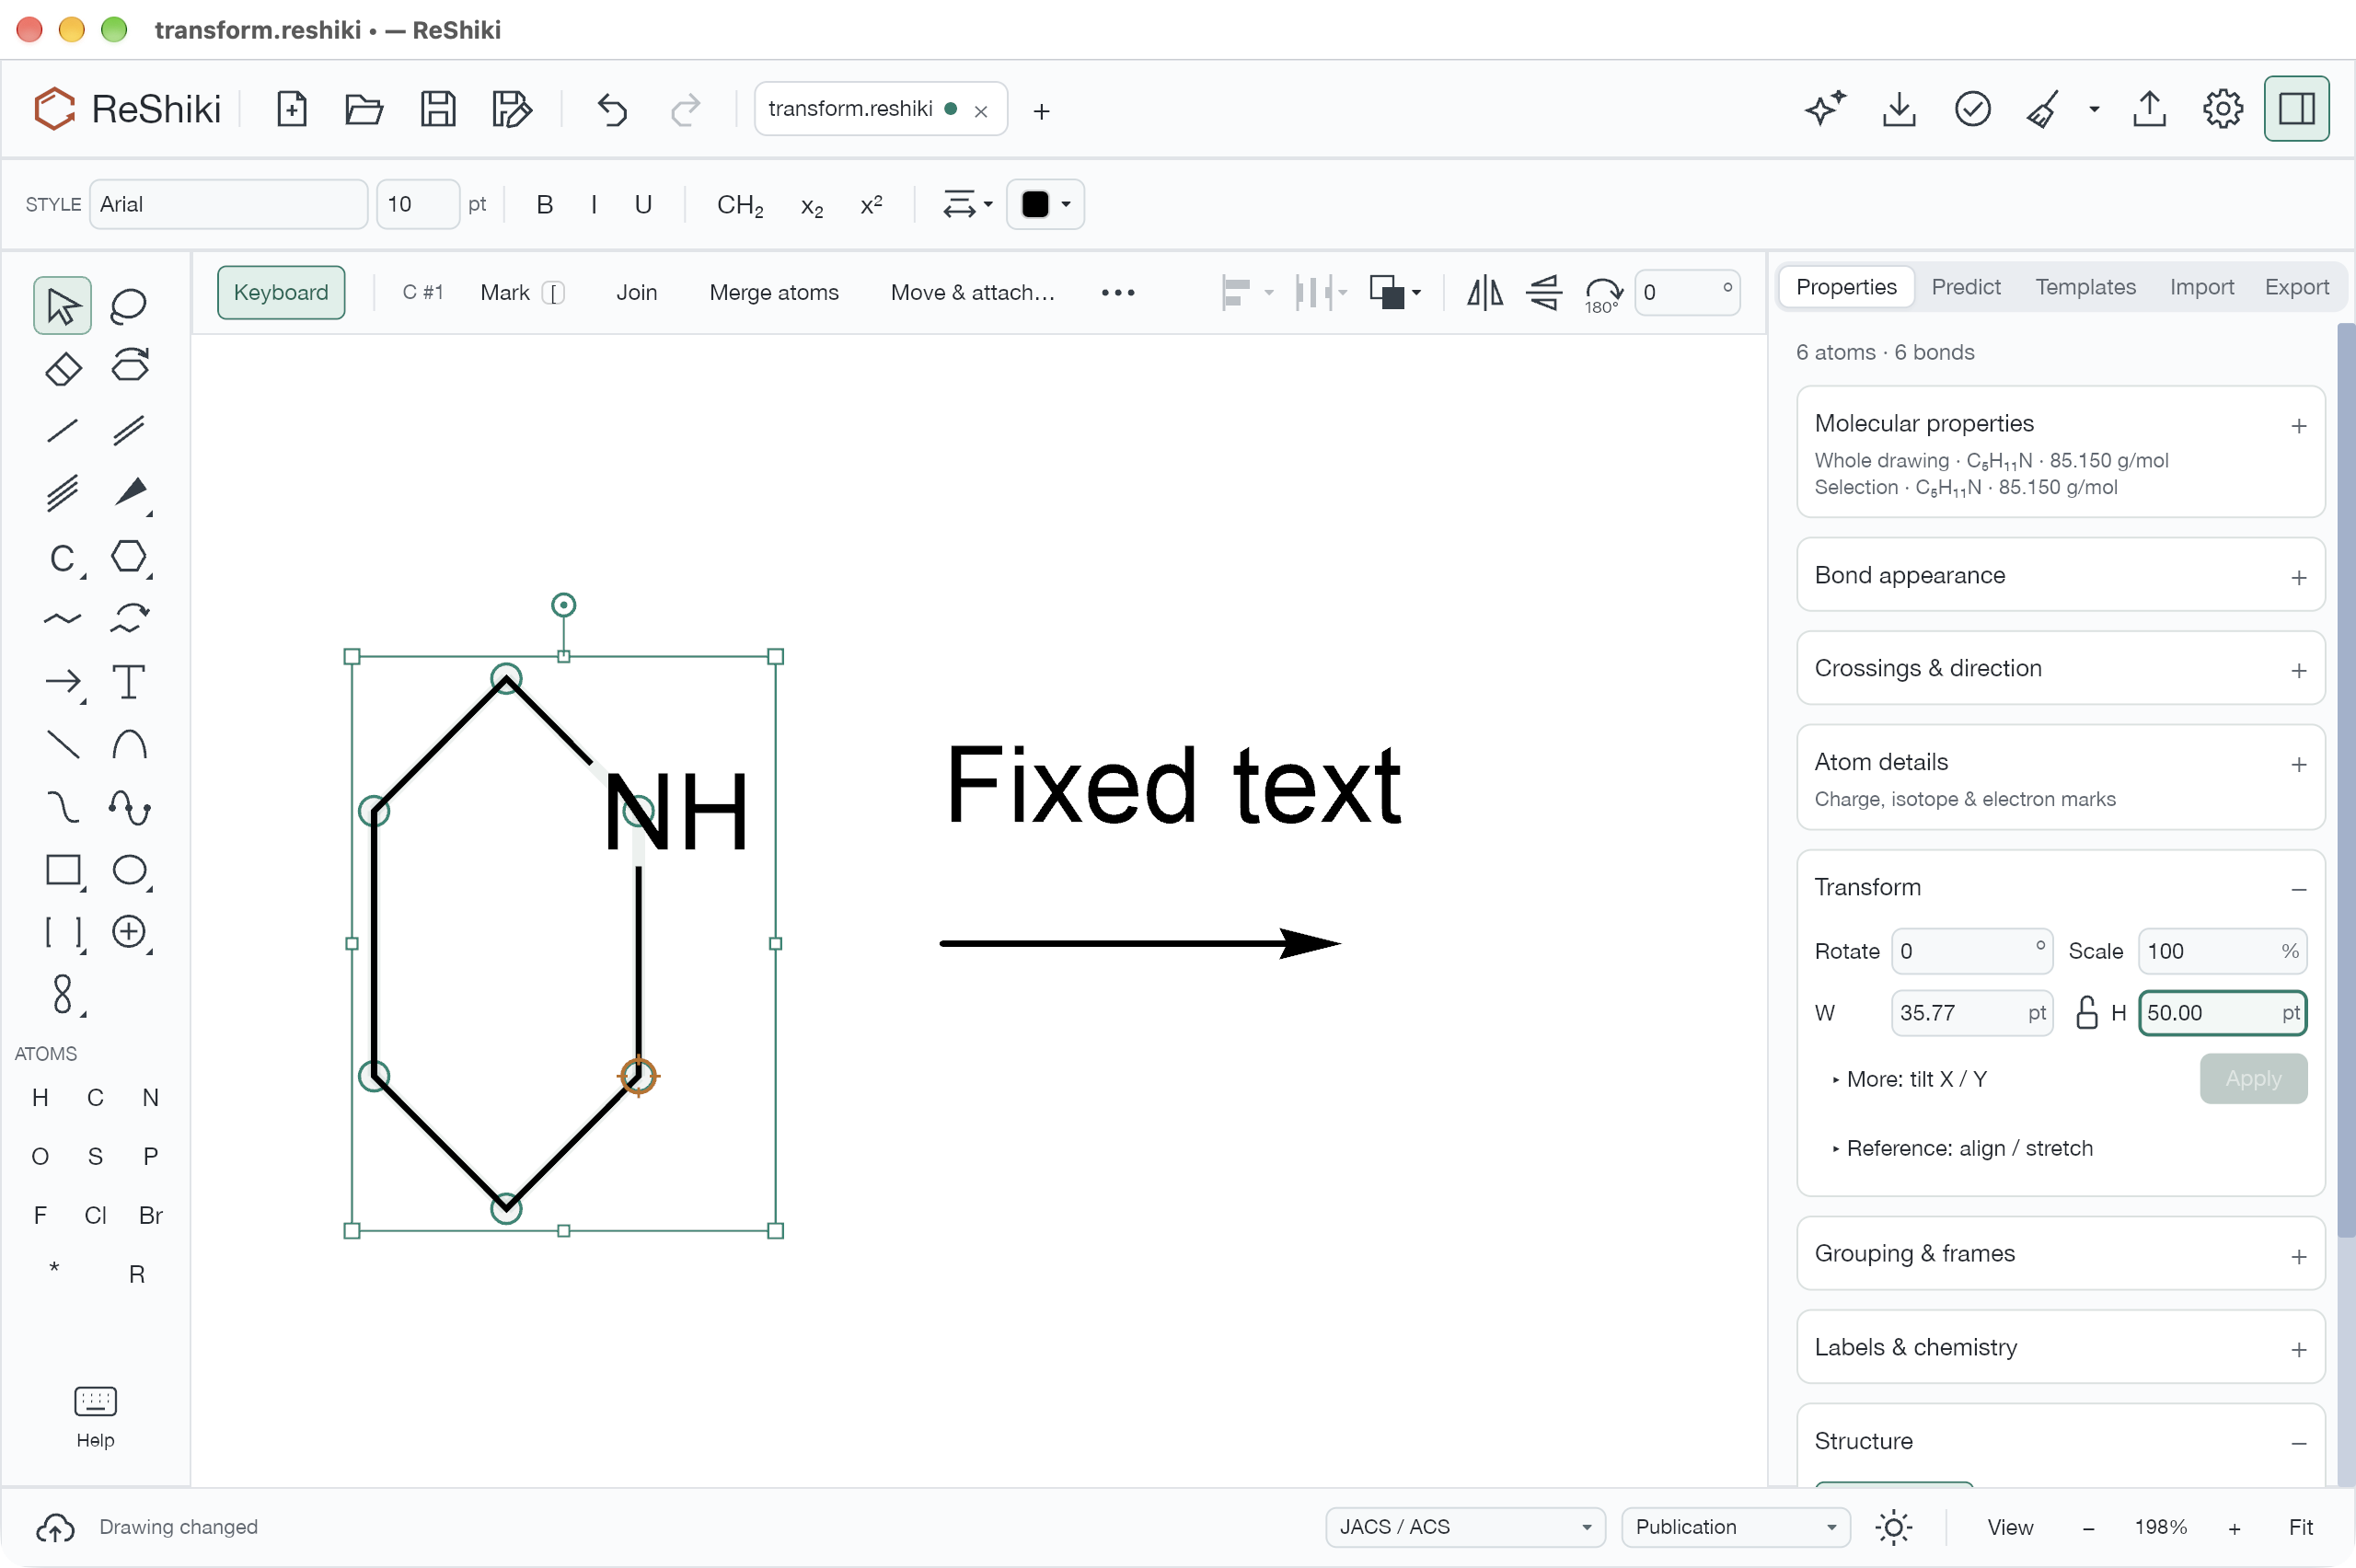 transform.reshiki • — ReShiki
ReShiki
transform.reshiki
STYLE Arial 10 pt B I U CH₂ x₂ x²
Keyboard C #1 Mark [ Join Merge atoms Move & attach... 180° 0 °
Properties Predict Templates Import Export
6 atoms · 6 bonds
Molecular properties
Whole drawing · C₅H₁₁N · 85.150 g/mol
Selection · C₅H₁₁N · 85.150 g/mol
Bond appearance
Crossings & direction
Atom details
Charge, isotope & electron marks
Transform
Rotate 0 ° Scale 100 %
W 35.77 pt H 50.00 pt
More: tilt X / Y Apply
Reference: align / stretch
Grouping & frames
Labels & chemistry
Structure
C
T
[ ]
ATOMS
H C N
O S P
F Cl Br
* R
Help
NH
Fixed text
Drawing changed JACS / ACS Publication View − 198% + Fit